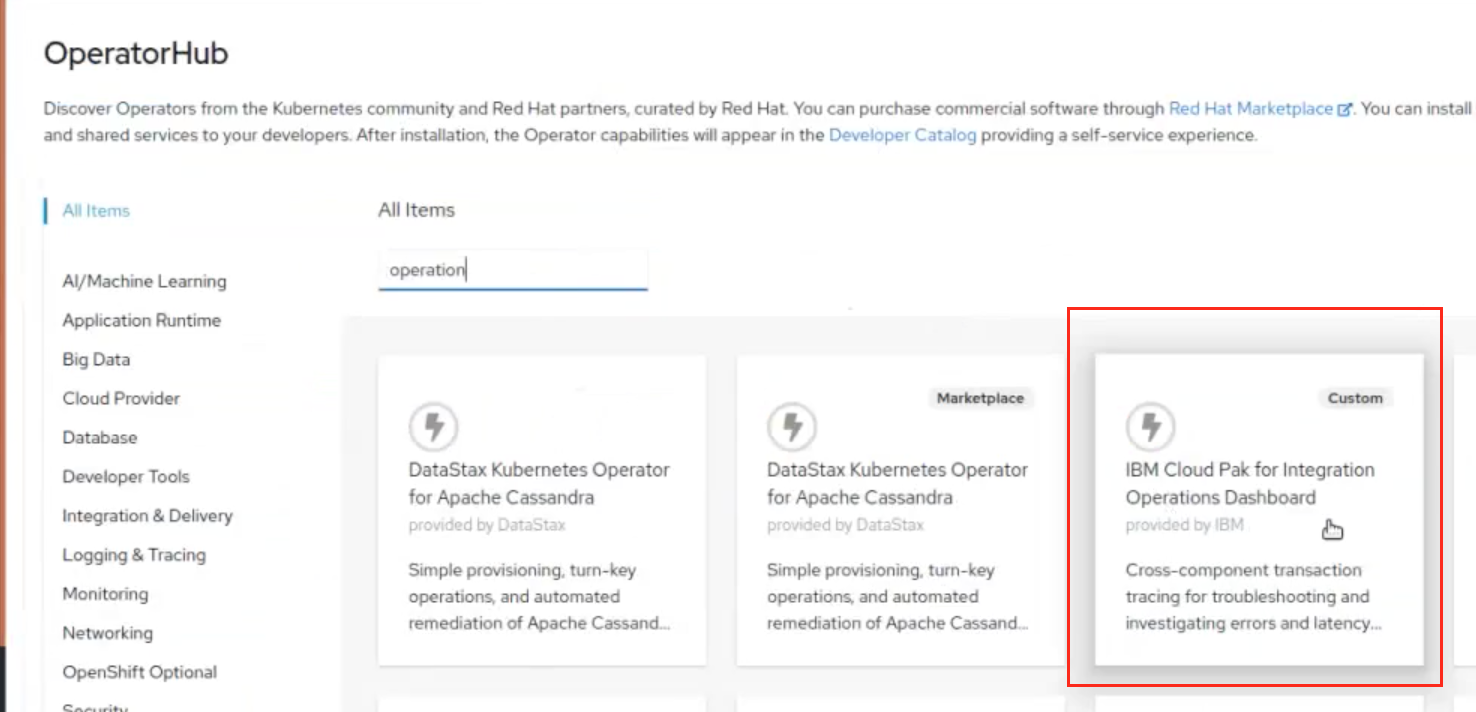 OperatorHub
Discover Operators from the Kubernetes community and Red Hat partners, curated by Red Hat. You can purchase commercial software through Red Hat Marketplace. You can install
and shared services to your developers. After installation, the Operator capabilities will appear in the Developer Catalog providing a self-service experience.
All Items
AI/Machine Learning
Application Runtime
Big Data
Cloud Provider
Database
Developer Tools
Integration & Delivery
Logging & Tracing
Monitoring
Networking
OpenShift Optional
Security
All Items
operation
DataStax Kubernetes Operator
for Apache Cassandra
provided by DataStax
Simple provisioning, turn-key
operations, and automated
remediation of Apache Cassand...
Marketplace
DataStax Kubernetes Operator
for Apache Cassandra
provided by DataStax
Simple provisioning, turn-key
operations, and automated
remediation of Apache Cassand...
Custom
IBM Cloud Pak for Integration
Operations Dashboard
provided by IBM
Cross-component transaction
tracing for troubleshooting and
investigating errors and latency...